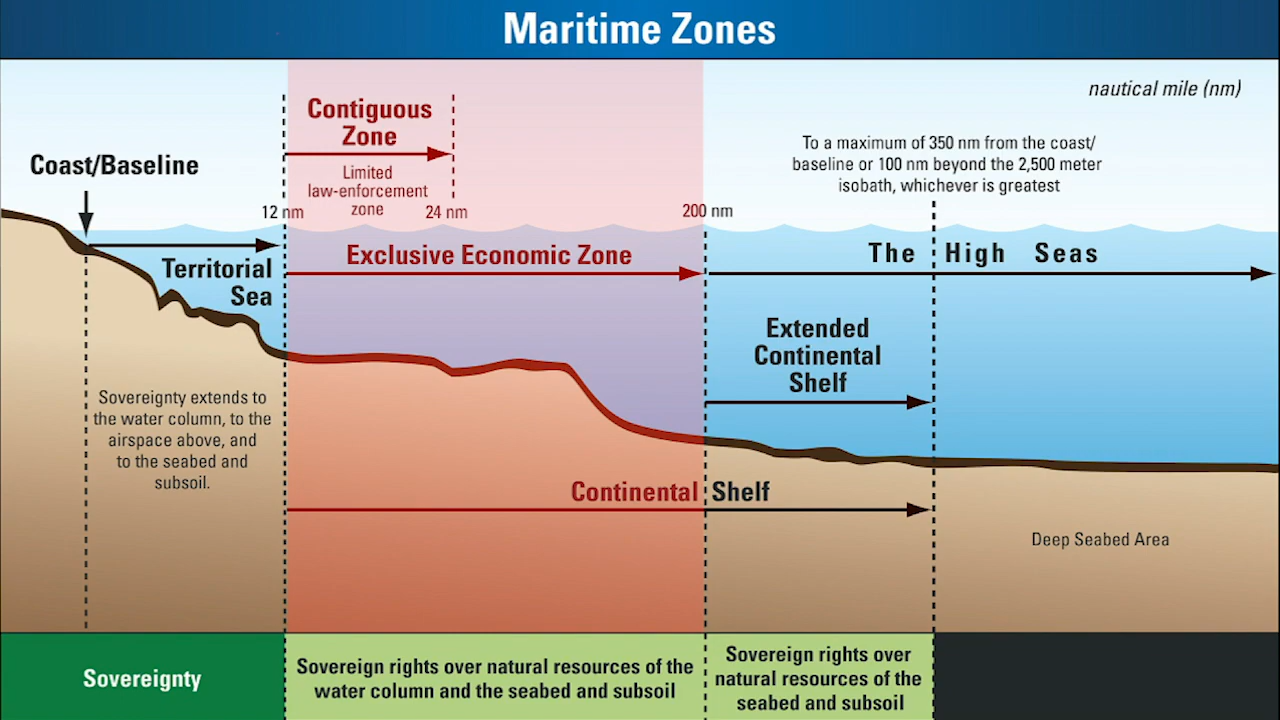 Maritime Zones
nautical mile (nm)
Contiguous
Zone
Limited
law-enforcement
zone
Coast/Baseline
To a maximum of 350 nm from the coast/
baseline or 100 nm beyond the 2,500 meter
isobath, whichever is greatest
12 nm
24 nm
200 nm
Territorial
Sea
Exclusive Economic Zone
The High Seas
Extended
Continental
Shelf
Sovereignty extends to
the water column, to the
airspace above, and
to the seabed and
subsoil.
Continental Shelf
Deep Seabed Area
Sovereignty
Sovereign rights over natural resources of the
water column and the seabed and subsoil
Sovereign rights over
natural resources of the
seabed and subsoil